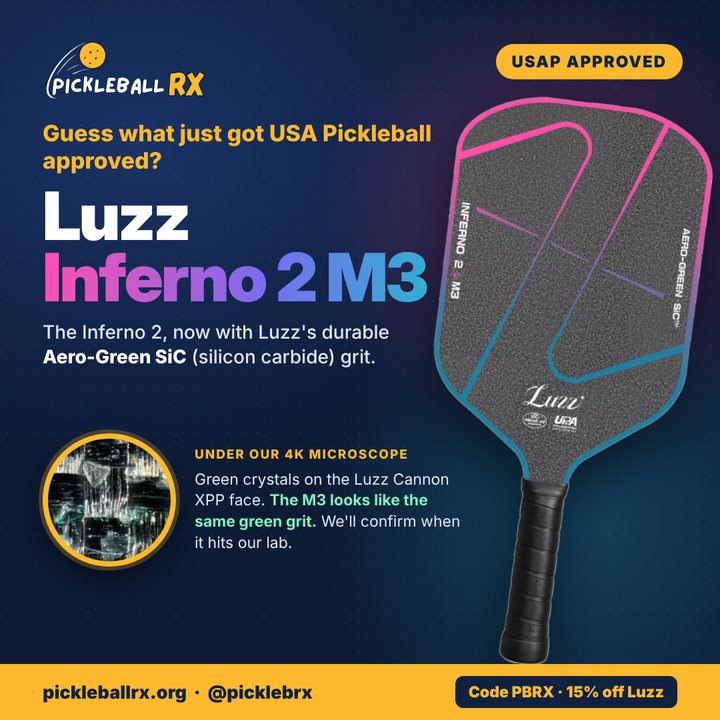 PICKLEBALL RX
USAP APPROVED
Guess what just got USA Pickleball
approved?
Luzz
Inferno 2 M3
The Inferno 2, now with Luzz's durable
Aero-Green SiC (silicon carbide) grit.
INFERNO 2 M3
AERO-GREEN SiC™
Luzz
UPA
UNDER OUR 4K MICROSCOPE
Green crystals on the Luzz Cannon
XPP face. The M3 looks like the
same green grit. We'll confirm when
it hits our lab.
pickleballrx.org · @picklebrx
Code PBRX · 15% off Luzz